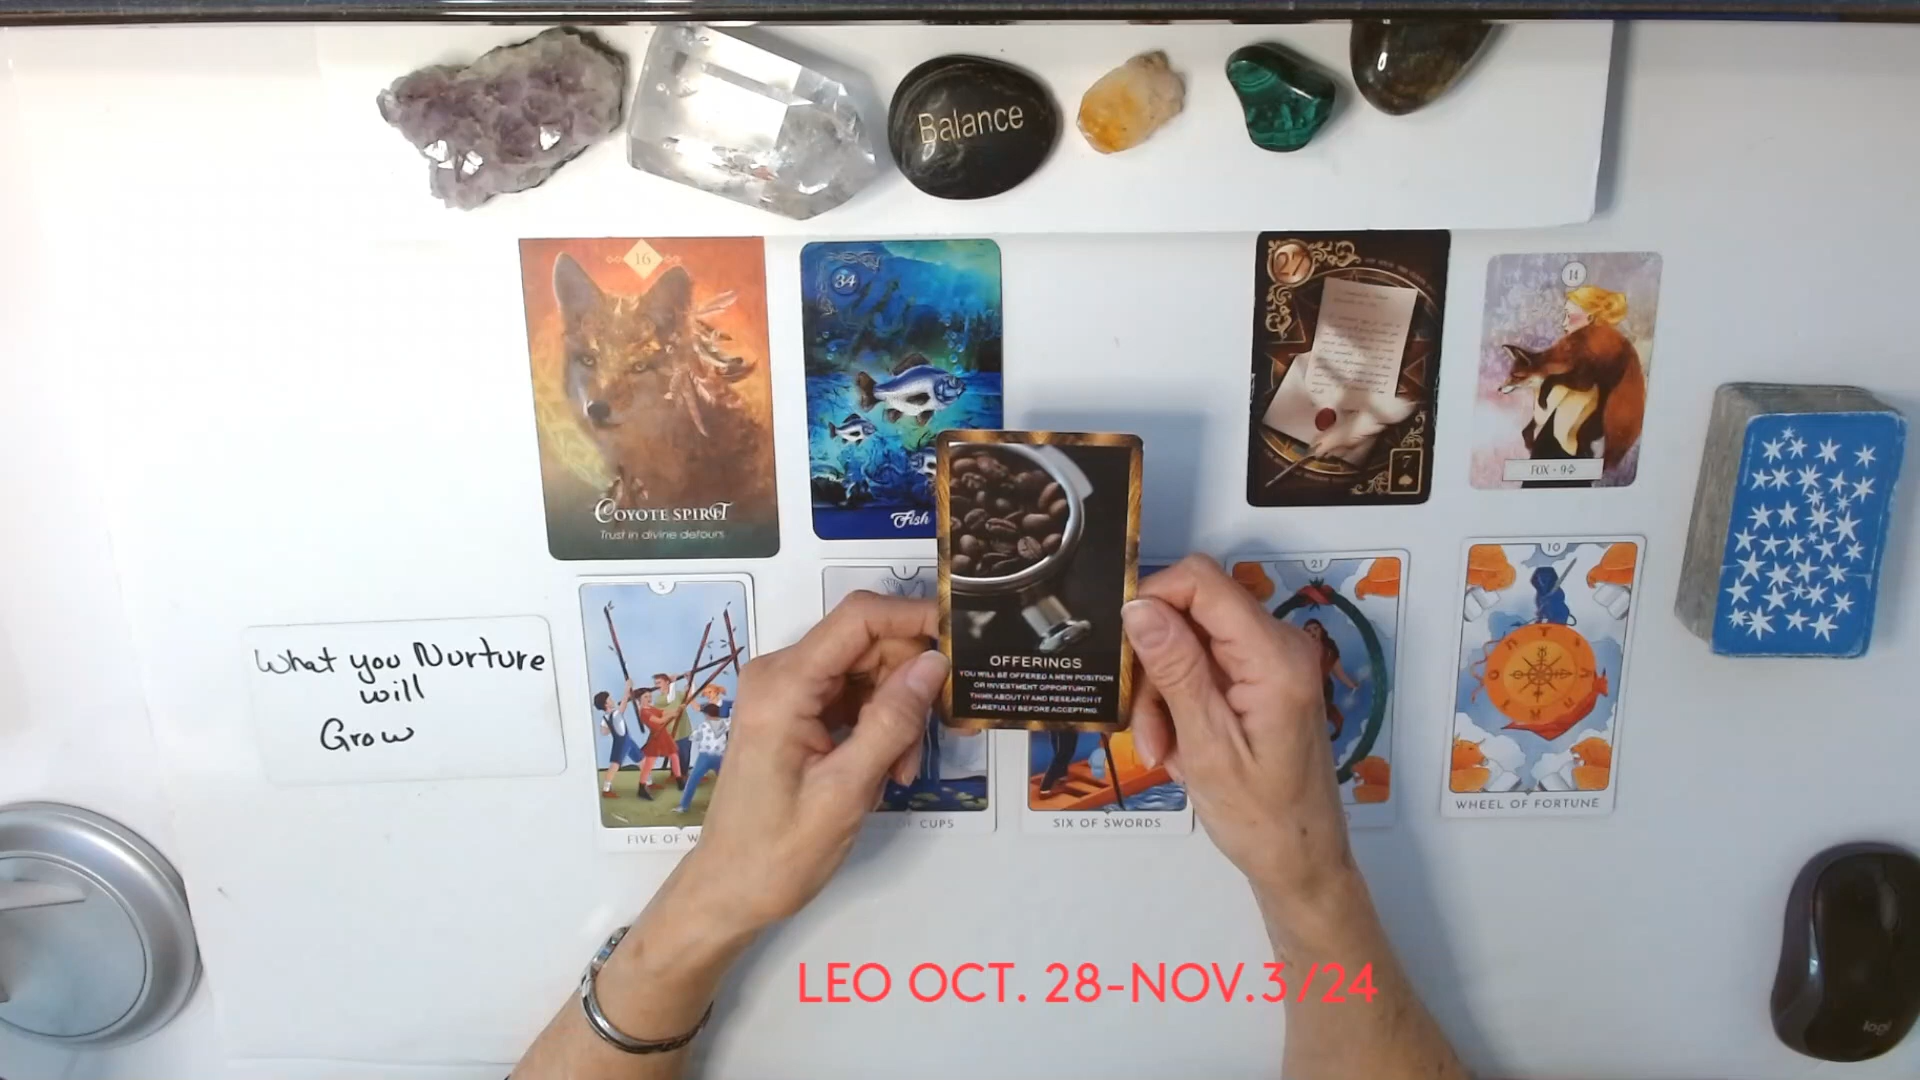 Balance
16
COYOTE SPIRIT
Trust in divine detours
34
Fish
27
7
14
FOX - 9
OFFERINGS
YOU WILL BE OFFERED A NEW POSITION
OR INVESTMENT OPPORTUNITY.
THINK ABOUT IT AND RESEARCH IT
CAREFULLY BEFORE ACCEPTING.
What you Nurture
will
Grow
5
FIVE OF W
1
OF CUPS
SIX OF SWORDS
21
10
WHEEL OF FORTUNE
LEO OCT. 28-NOV.3/24
logi